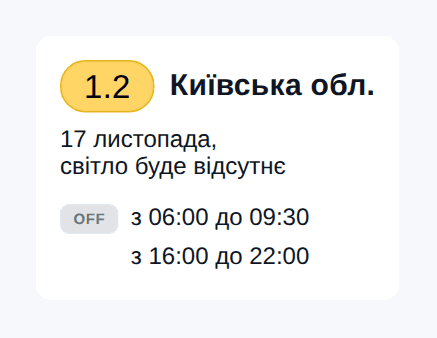 1.2 Київська обл.
17 листопада,
світло буде відсутнє
OFF з 06:00 до 09:30
з 16:00 до 22:00